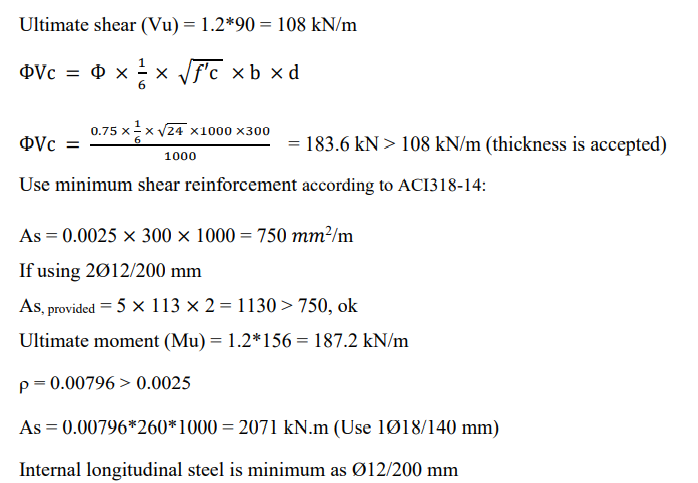 Ultimate shear (Vu) = 1.2*90 = 108 kN/m
ΦVc = Φ × 1/6 × √f'c × b × d
ΦVc = (0.75 × 1/6 × √24 ×1000 ×300)/1000 = 183.6 kN > 108 kN/m (thickness is accepted)
Use minimum shear reinforcement according to ACI318-14:
As = 0.0025 × 300 × 1000 = 750 mm²/m
If using 2Ø12/200 mm
As, provided = 5 × 113 × 2 = 1130 > 750, ok
Ultimate moment (Mu) = 1.2*156 = 187.2 kN/m
ρ = 0.00796 > 0.0025
As = 0.00796*260*1000 = 2071 kN.m (Use 1Ø18/140 mm)
Internal longitudinal steel is minimum as Ø12/200 mm